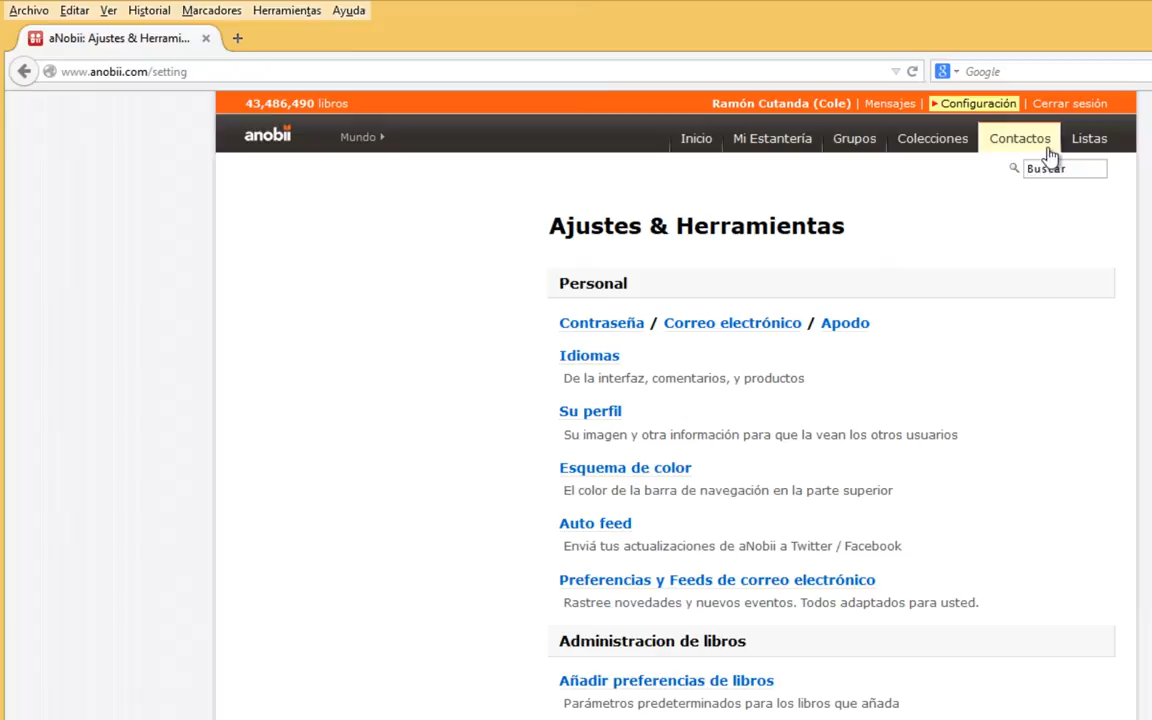 Archivo Editar Ver Historial Marcadores Herramientas Ayuda
aNobii: Ajustes & Herrami...
www.anobii.com/setting
Google
43,486,490 libros Ramón Cutanda (Cole) | Mensajes | Configuración | Cerrar sesión
anobii Mundo Inicio Mi Estantería Grupos Colecciones Contactos Listas
Buscar
Ajustes & Herramientas
Personal
Contraseña / Correo electrónico / Apodo
Idiomas
De la interfaz, comentarios, y productos
Su perfil
Su imagen y otra información para que la vean los otros usuarios
Esquema de color
El color de la barra de navegación en la parte superior
Auto feed
Enviá tus actualizaciones de aNobii a Twitter / Facebook
Preferencias y Feeds de correo electrónico
Rastree novedades y nuevos eventos. Todos adaptados para usted.
Administracion de libros
Añadir preferencias de libros
Parámetros predeterminados para los libros que añada